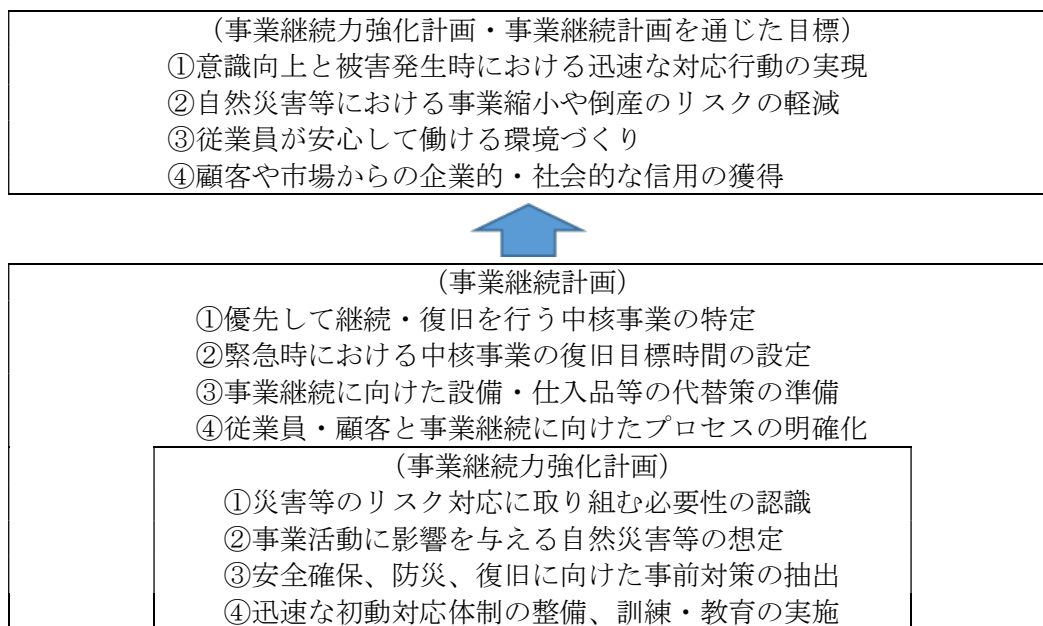 （事業継続力強化計画・事業継続計画を通じた目標）
①意識向上と被害発生時における迅速な対応行動の実現
②自然災害等における事業縮小や倒産のリスクの軽減
③従業員が安心して働ける環境づくり
④顧客や市場からの企業的・社会的な信用の獲得
（事業継続計画）
①優先して継続・復旧を行う中核事業の特定
②緊急時における中核事業の復旧目標時間の設定
③事業継続に向けた設備・仕入品等の代替策の準備
④従業員・顧客と事業継続に向けたプロセスの明確化
（事業継続力強化計画）
①災害等のリスク対応に取り組む必要性の認識
②事業活動に影響を与える自然災害等の想定
③安全確保、防災、復旧に向けた事前対策の抽出
④迅速な初動対応体制の整備、訓練・教育の実施